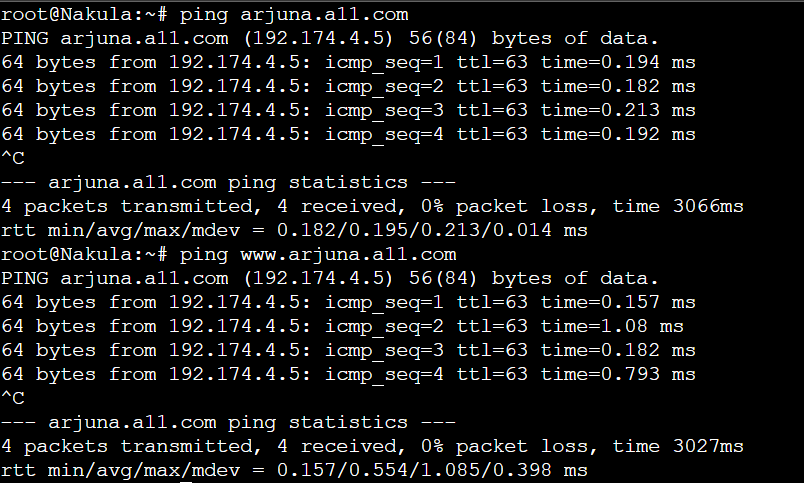 root@Nakula:~# ping arjuna.a11.com
PING arjuna.a11.com (192.174.4.5) 56(84) bytes of data.
64 bytes from 192.174.4.5: icmp_seq=1 ttl=63 time=0.194 ms
64 bytes from 192.174.4.5: icmp_seq=2 ttl=63 time=0.182 ms
64 bytes from 192.174.4.5: icmp_seq=3 ttl=63 time=0.213 ms
64 bytes from 192.174.4.5: icmp_seq=4 ttl=63 time=0.192 ms
^C
--- arjuna.a11.com ping statistics ---
4 packets transmitted, 4 received, 0% packet loss, time 3066ms
rtt min/avg/max/mdev = 0.182/0.195/0.213/0.014 ms
root@Nakula:~# ping www.arjuna.a11.com
PING arjuna.a11.com (192.174.4.5) 56(84) bytes of data.
64 bytes from 192.174.4.5: icmp_seq=1 ttl=63 time=0.157 ms
64 bytes from 192.174.4.5: icmp_seq=2 ttl=63 time=1.08 ms
64 bytes from 192.174.4.5: icmp_seq=3 ttl=63 time=0.182 ms
64 bytes from 192.174.4.5: icmp_seq=4 ttl=63 time=0.793 ms
^C
--- arjuna.a11.com ping statistics ---
4 packets transmitted, 4 received, 0% packet loss, time 3027ms
rtt min/avg/max/mdev = 0.157/0.554/1.085/0.398 ms